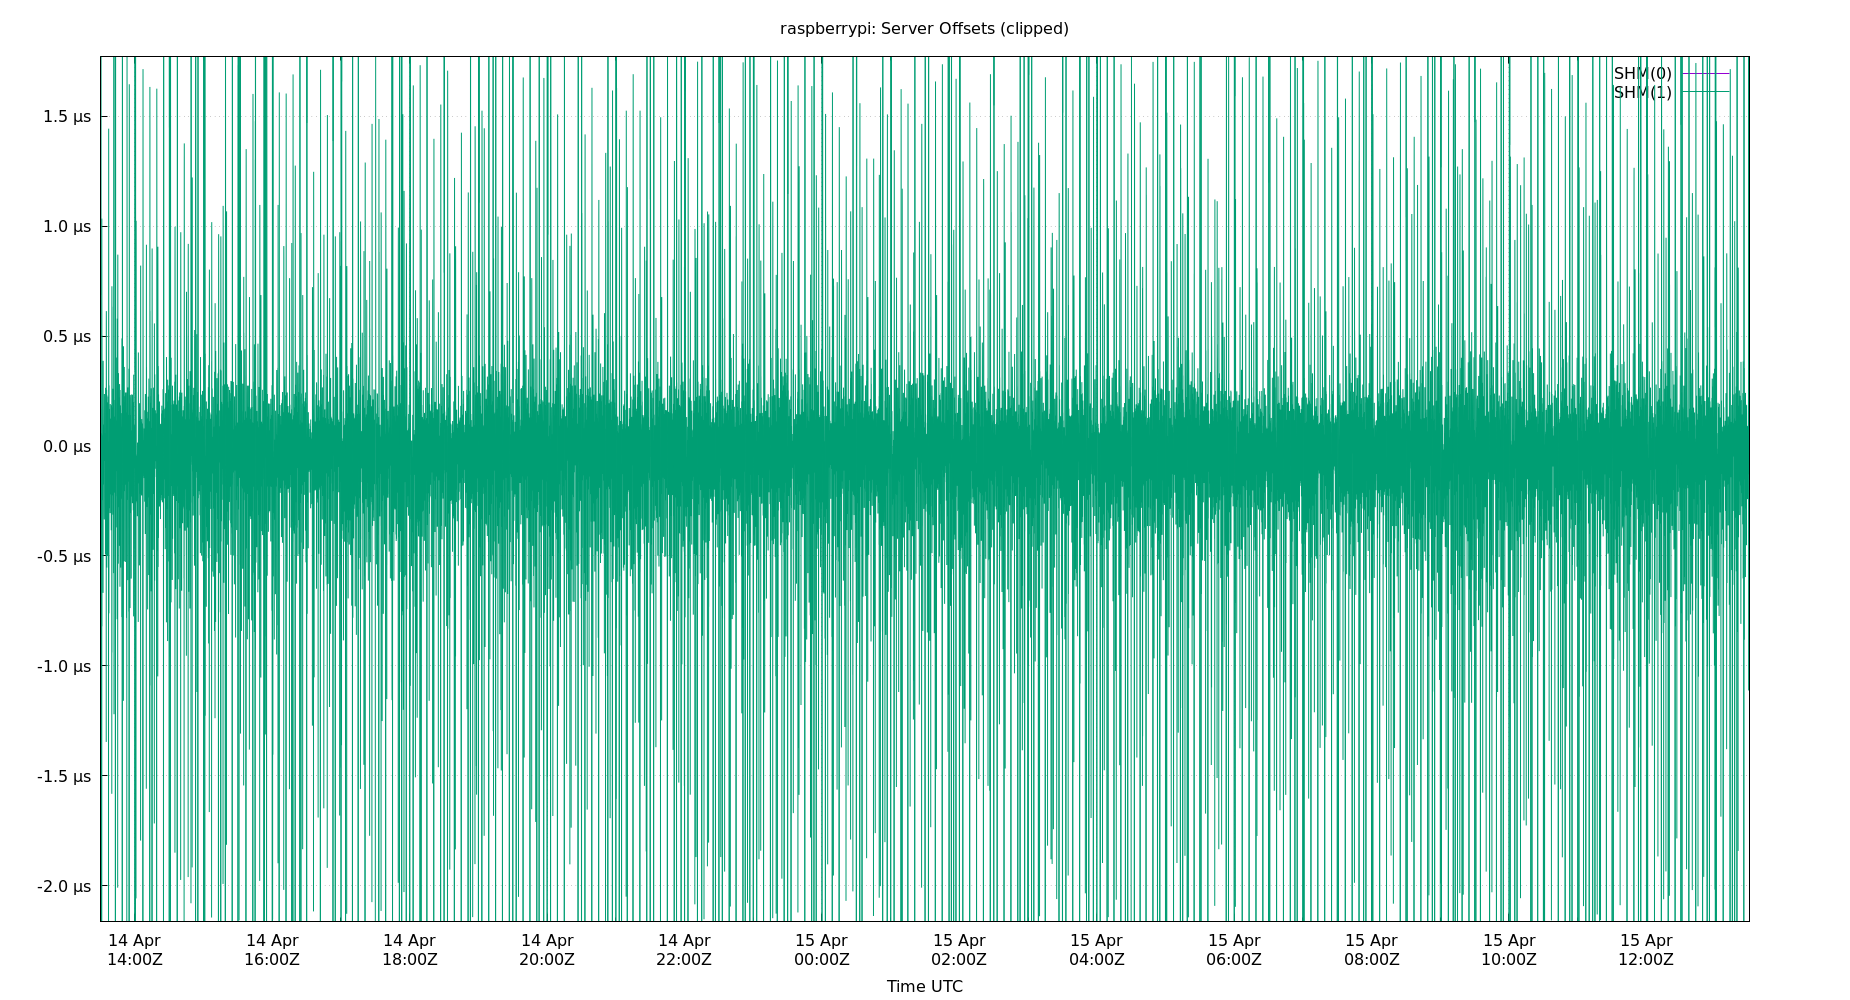 raspberrypi: Server Offsets (clipped)
SHM(0)
SHM(1)
1.5 µs
1.0 µs
0.5 µs
0.0 µs
-0.5 µs
-1.0 µs
-1.5 µs
-2.0 µs
14 Apr 14 Apr 14 Apr 14 Apr 14 Apr 15 Apr 15 Apr 15 Apr 15 Apr 15 Apr 15 Apr 15 Apr
14:00Z 16:00Z 18:00Z 20:00Z 22:00Z 00:00Z 02:00Z 04:00Z 06:00Z 08:00Z 10:00Z 12:00Z
Time UTC